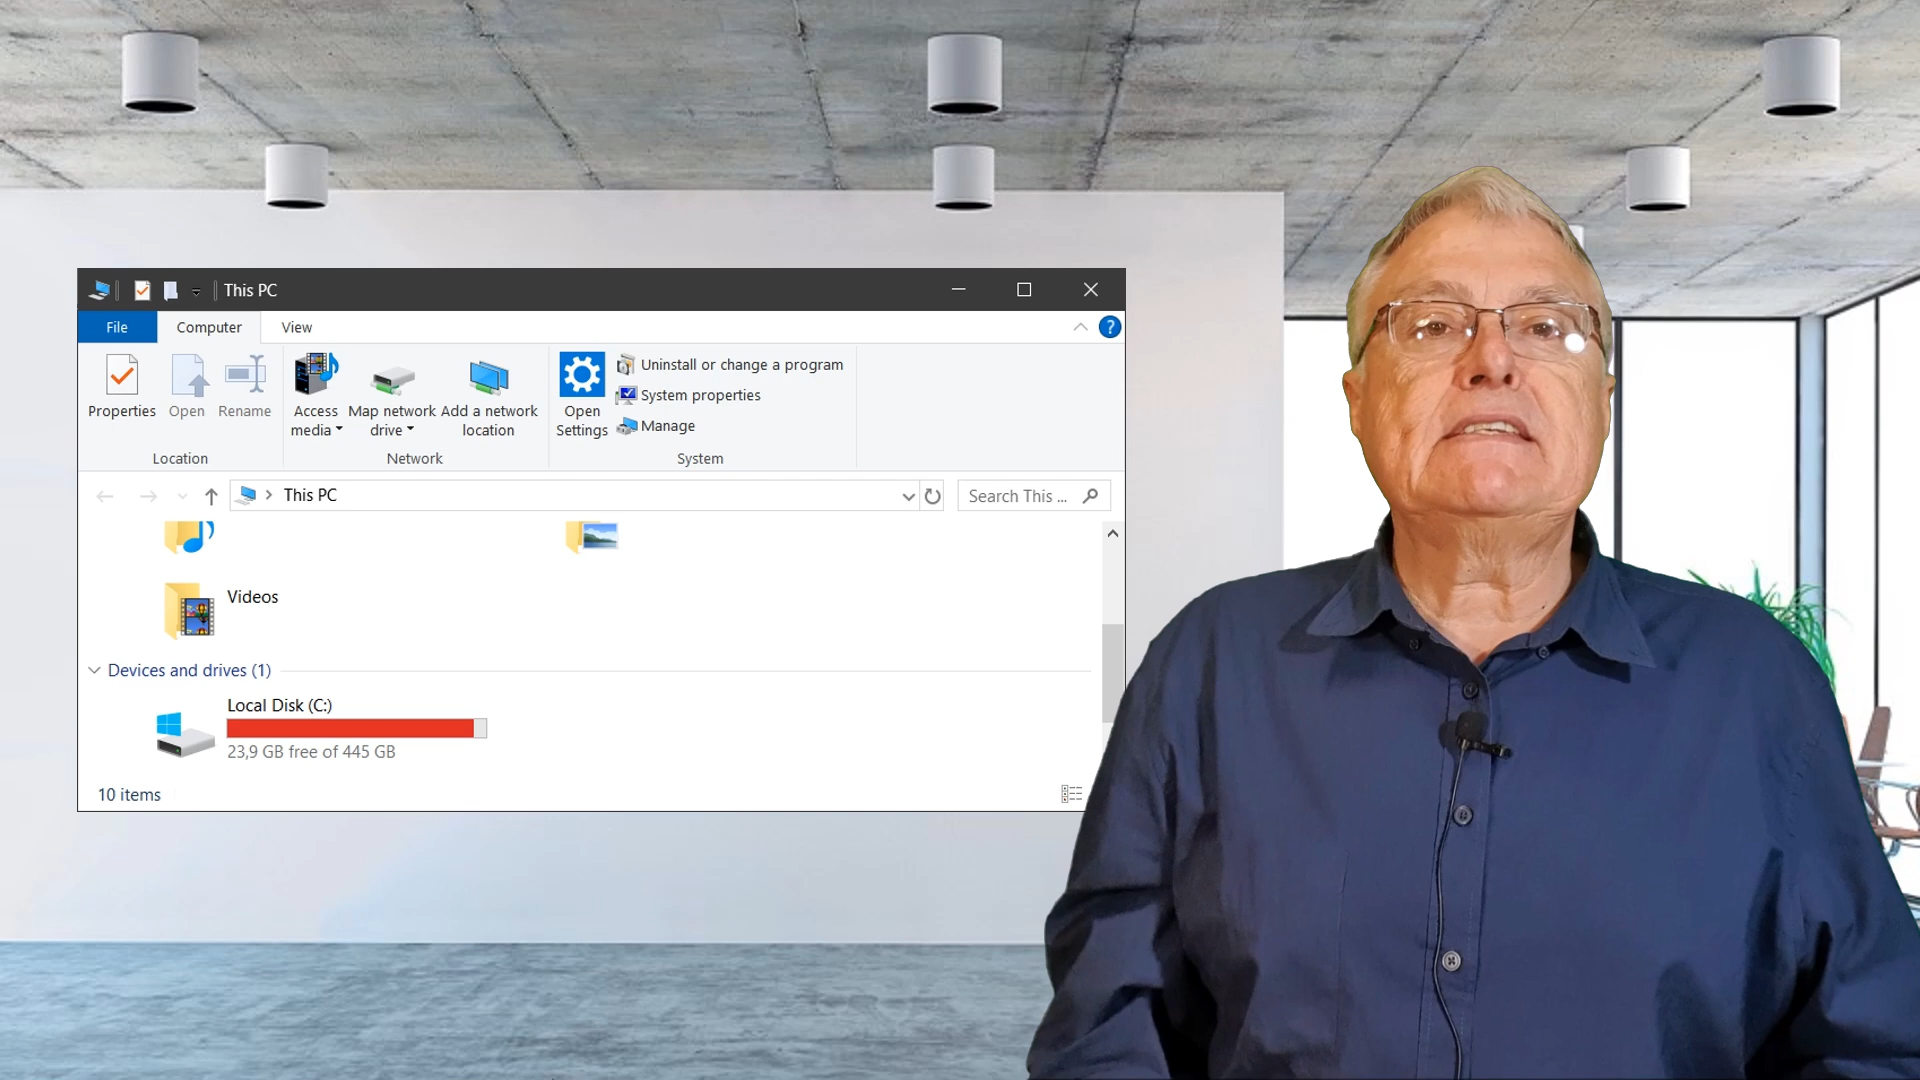 This PC
File Computer View
?
Uninstall or change a program
System properties
Manage
Properties Open Rename
Access media
Map network drive
Add a network location
Open Settings
Location Network System
This PC
Search This ...
Videos
Devices and drives (1)
Local Disk (C:)
23,9 GB free of 445 GB
10 items